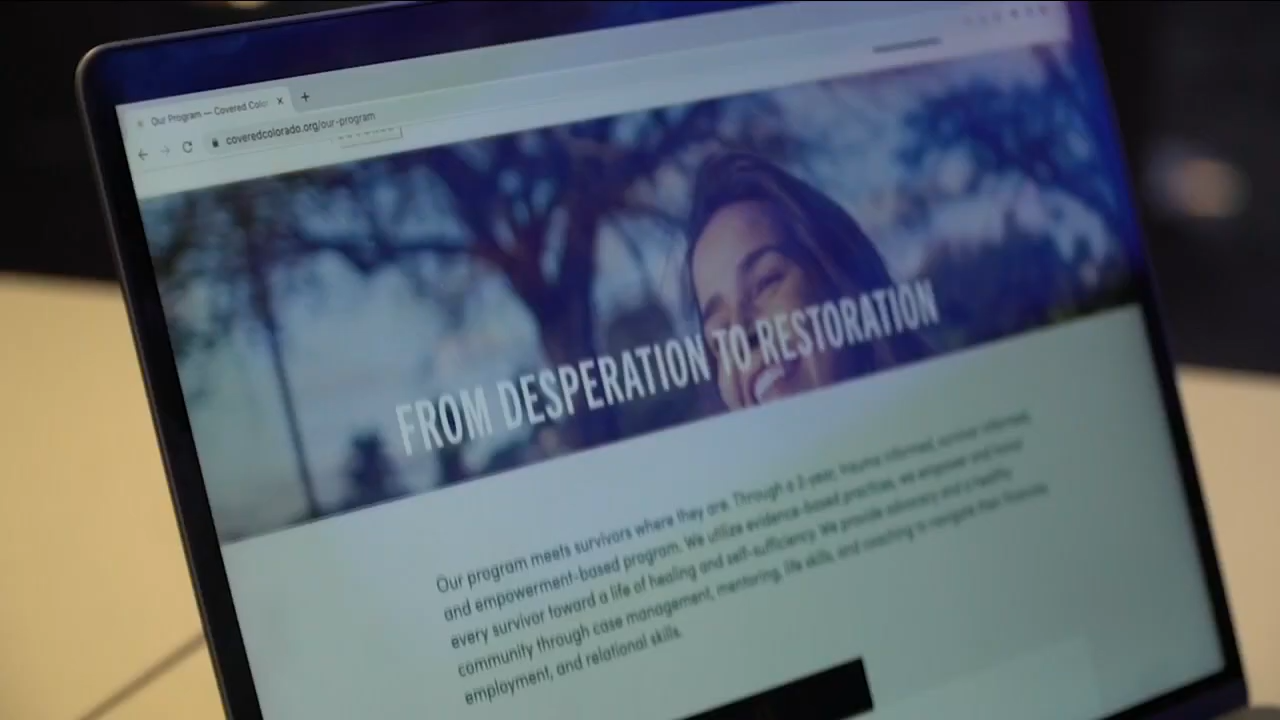 Our Program — Covered Color
coveredcolorado.org/our-program
FROM DESPERATION TO RESTORATION
Our program meets survivors where they are. Through a 2-year, trauma informed, survivor informed,
and empowerment-based program. We utilize evidence-based practices, we empower and honor
every survivor toward a life of healing and self-sufficiency. We provide advocacy and a healthy
community through case management, mentoring, life skills, and coaching to navigate their finances,
employment, and relational skills.